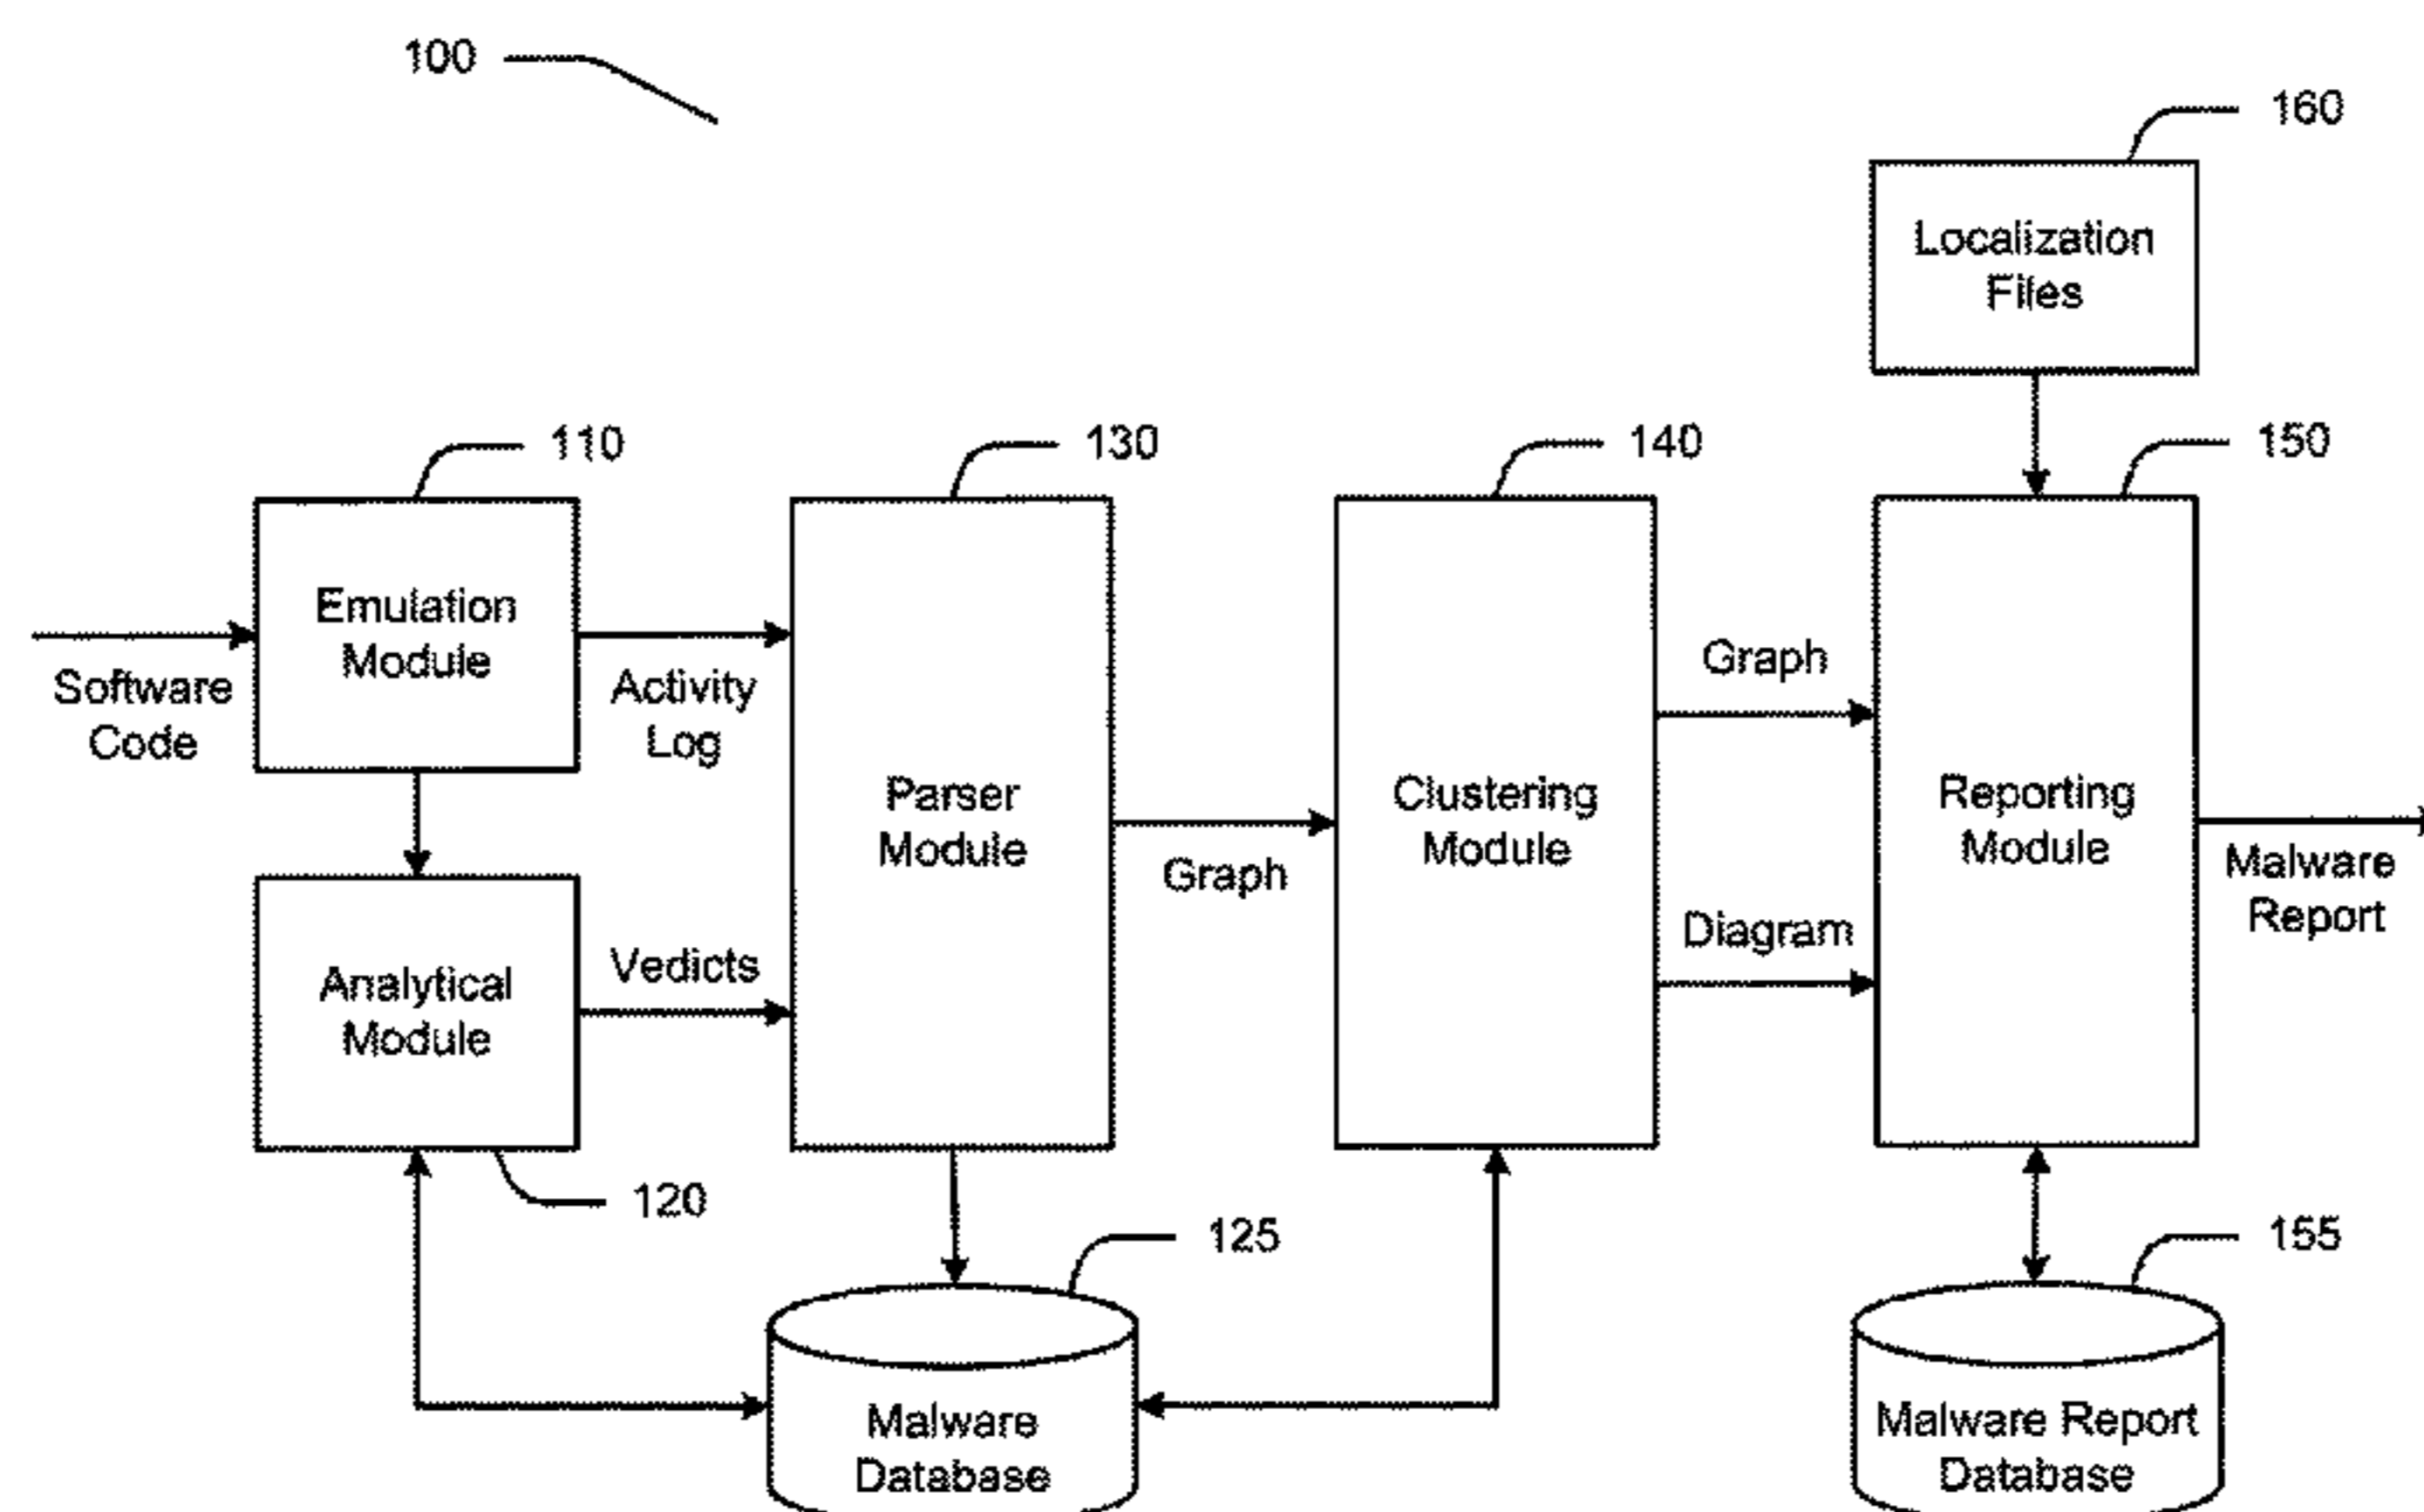 100
160
Localization
Files
110
130
140
150
Emulation
Module
Software
Code
Activity
Log
Graph
Parser
Module
Clustering
Module
Reporting
Module
Graph
Malware
Report
Vedicts
Diagram
Analytical
Module
120
125
155
Malware
Database
Malware Report
Database